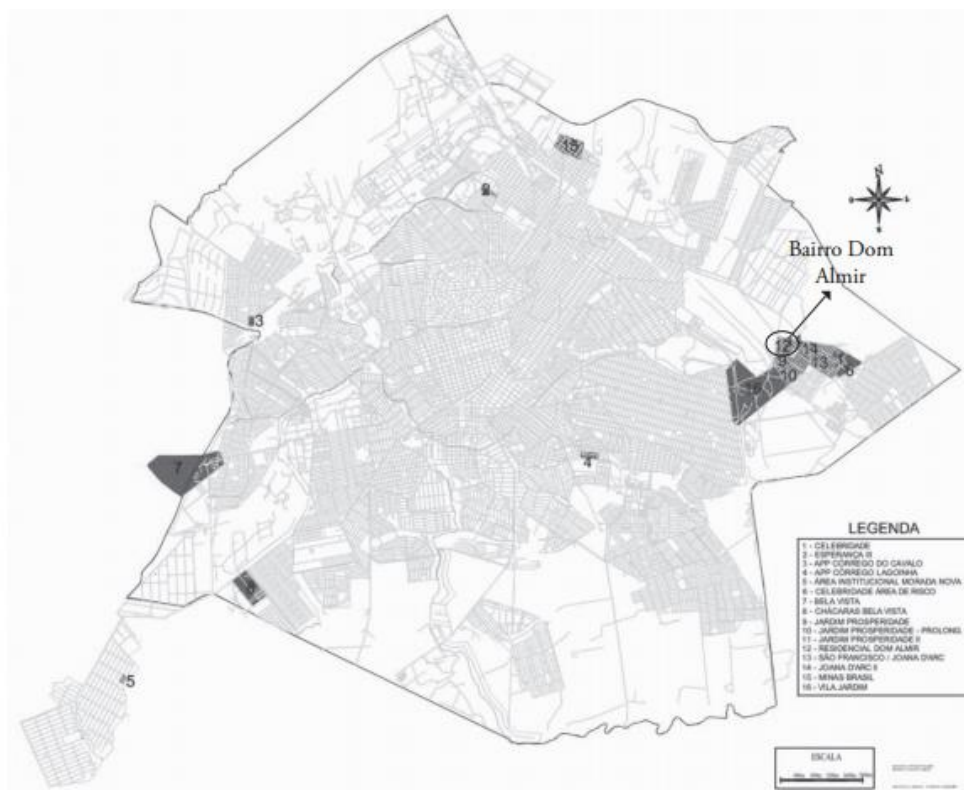 15
2
N
Bairro Dom
Almir
3
12
14
9
13
10
6
7
4
5
LEGENDA
1 - CELEBRIDADE
2 - ESPERANÇA III
3 - APP CÓRREGO DO CAVALO
4 - APP CÓRREGO LAGOINHA
5 - ÁREA INSTITUCIONAL MORADA NOVA
6 - CELEBRIDADE ÁREA DE RISCO
7 - BELA VISTA
8 - CHÁCARAS BELA VISTA
9 - JARDIM PROSPERIDADE
10 - JARDIM PROSPERIDADE - PROLONG.
11 - JARDIM PROSPERIDADE II
12 - RESIDENCIAL DOM ALMIR
13 - SÃO FRANCISCO / JOANA D'ARC
14 - JOANA D'ARC II
15 - MINAS BRASIL
16 - VILA JARDIM
ESCALA